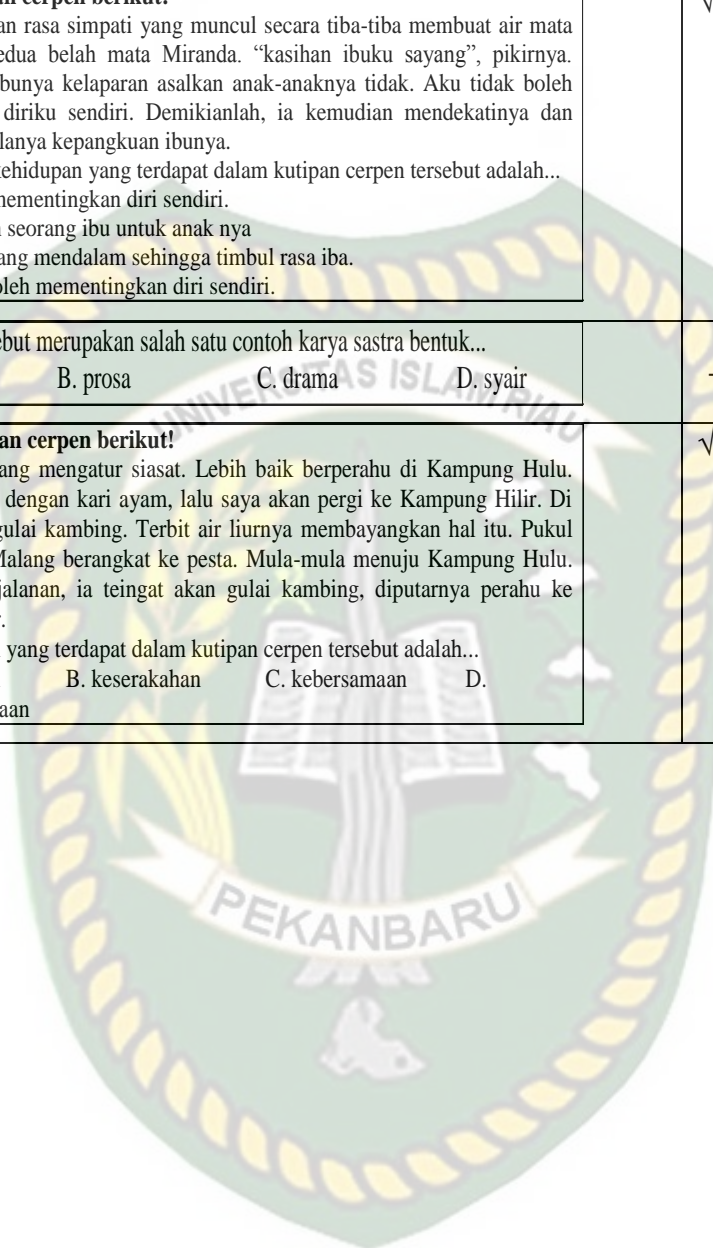 an cerpen berikut!
an rasa simpati yang muncul secara tiba-tiba membuat air mata
edua belah mata Miranda. “kasihan ibuku sayang”, pikirnya.
bunya kelaparan asalkan anak-anaknya tidak. Aku tidak boleh
diriku sendiri. Demikianlah, ia kemudian mendekatinya dan
lanya kepangkuan ibunya.
ehidupan yang terdapat dalam kutipan cerpen tersebut adalah...
mementingkan diri sendiri.
seorang ibu untuk anak nya
ang mendalam sehingga timbul rasa iba.
oleh mementingkan diri sendiri.
√
but merupakan salah satu contoh karya sastra bentuk...
B. prosa C. drama D. syair
an cerpen berikut!
√
ang mengatur siasat. Lebih baik berperahu di Kampung Hulu.
dengan kari ayam, lalu saya akan pergi ke Kampung Hilir. Di
gulai kambing. Terbit air liurnya membayangkan hal itu. Pukul
Malang berangkat ke pesta. Mula-mula menuju Kampung Hulu.
jalanan, ia teingat akan gulai kambing, diputarnya perahu ke
yang terdapat dalam kutipan cerpen tersebut adalah...
B. keserakahan C. kebersamaan D.
aan
UNIVERSITAS ISLAM RIAU
PEKANBARU